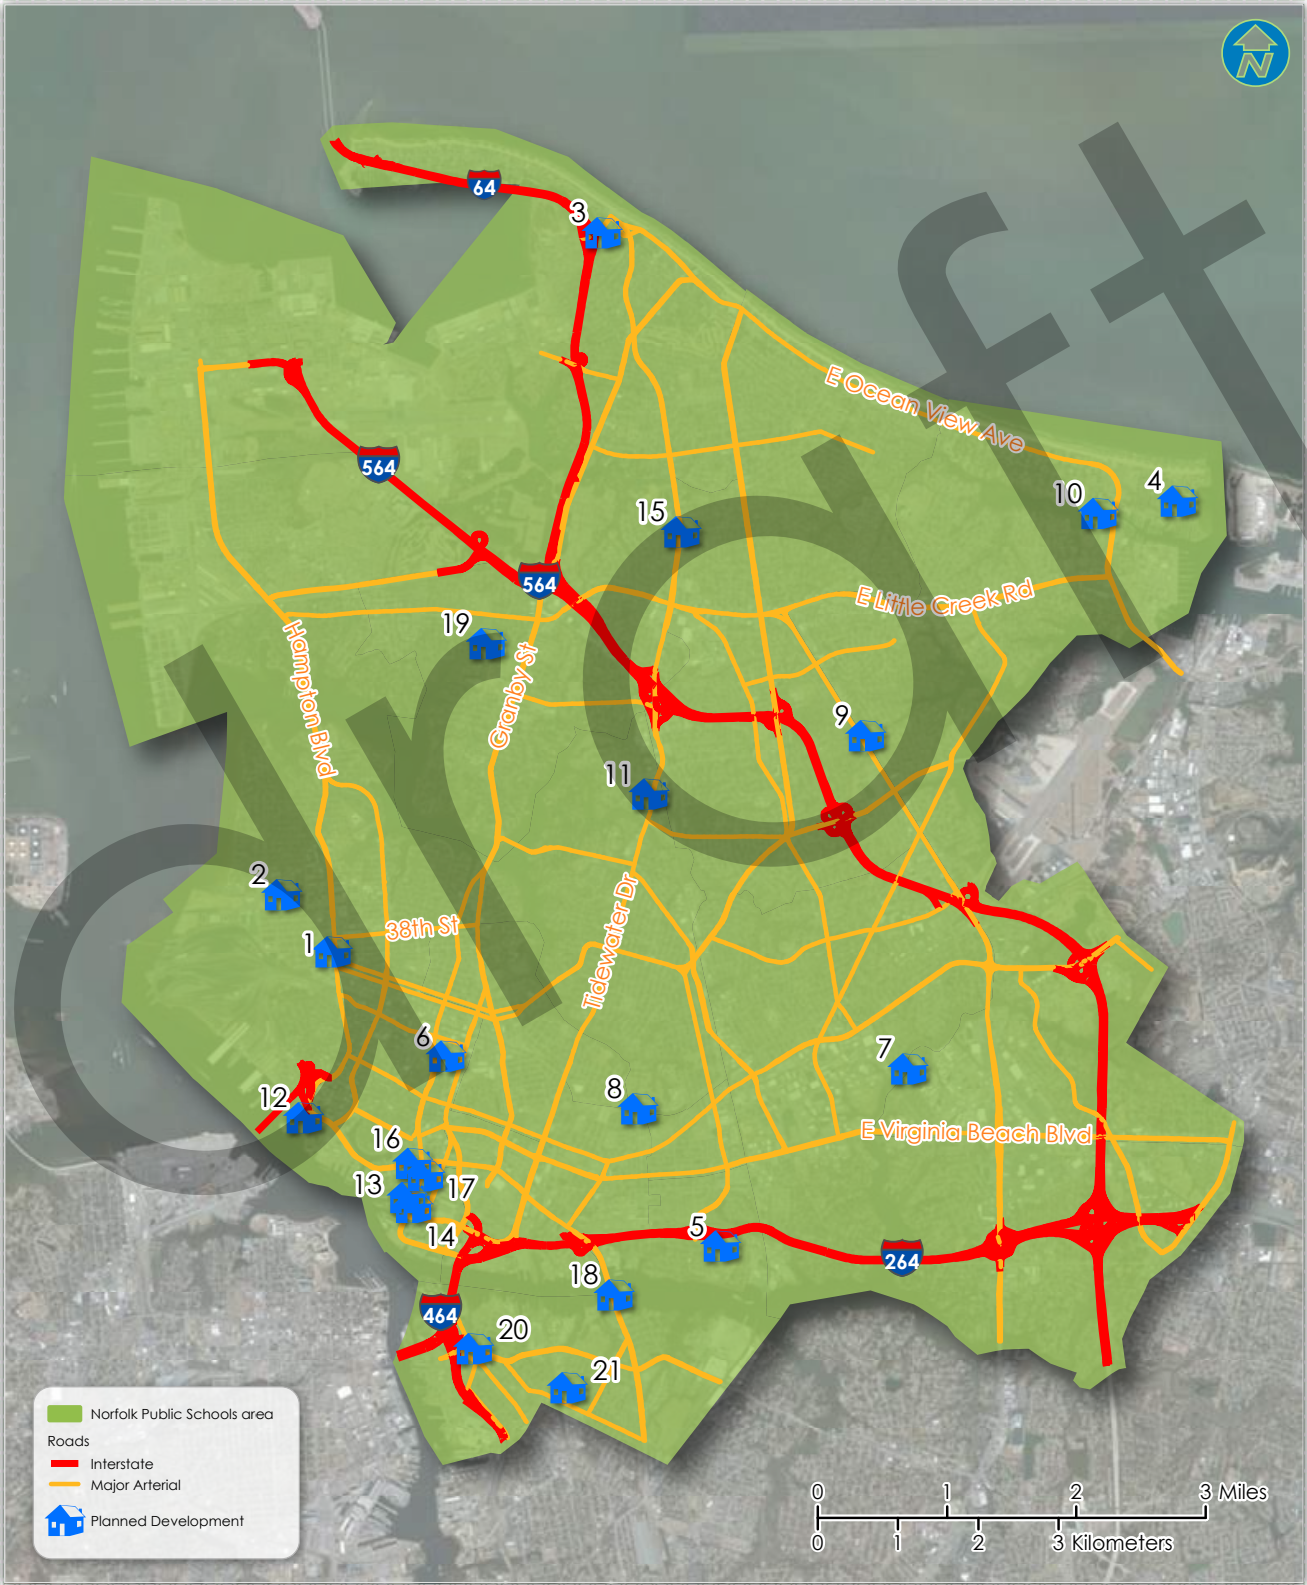 N
64
3
E Ocean View Ave
564
4
10
15
564
E Little Creek Rd
19
Hampton Blvd
Granby St
9
11
2
Tidewater Dr
38th St
1
6
7
8
12
E Virginia Beach Blvd
16
13
17
14
5
264
18
464
20
21
Norfolk Public Schools area
Roads
Interstate
Major Arterial
Planned Development
0 1 2 3 Miles
0 1 2 3 Kilometers
draft